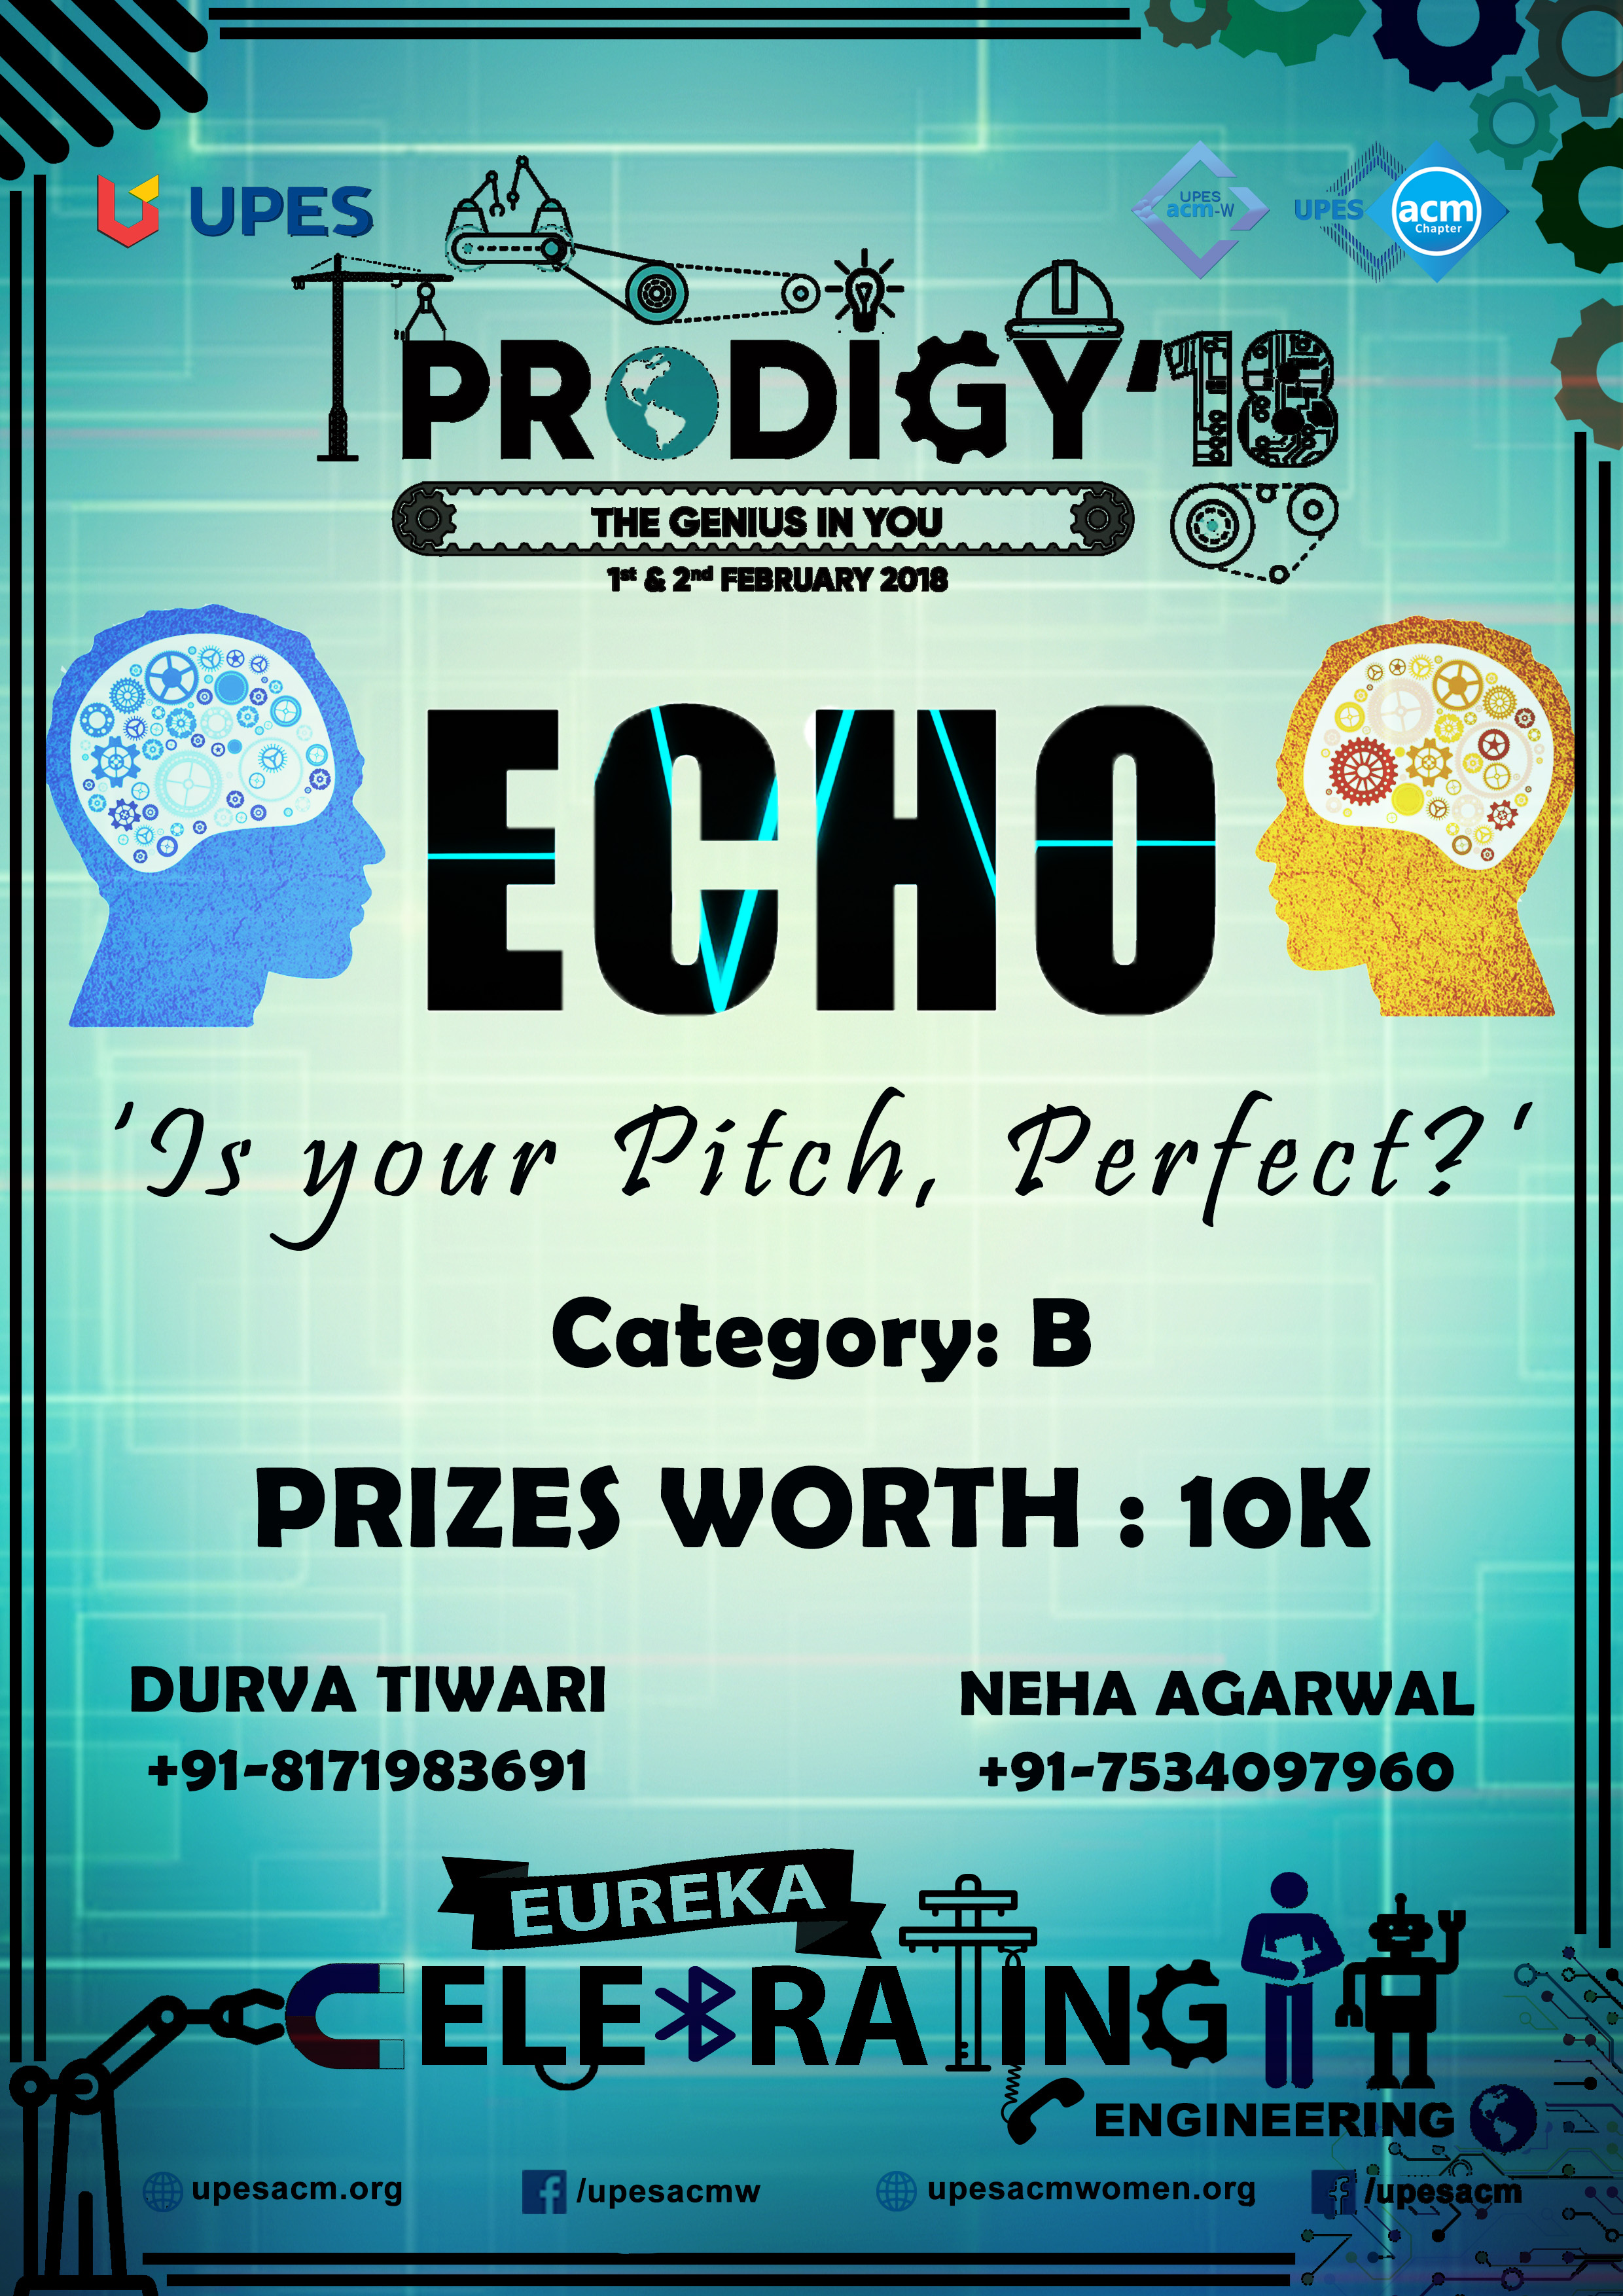 UPES
UPES
acm-W
UPES
acm
Chapter
PRODIGY'18
THE GENIUS IN YOU
1st & 2nd FEBRUARY 2018
ECHO
'Is your Pitch, Perfect?'
Category: B
PRIZES WORTH : 10K
DURVA TIWARI
NEHA AGARWAL
+91-8171983691
+91-7534097960
EUREKA
CELEBRATING
ENGINEERING
upesacm.org
/upesacmw
upesacmwomen.org
/upesacm